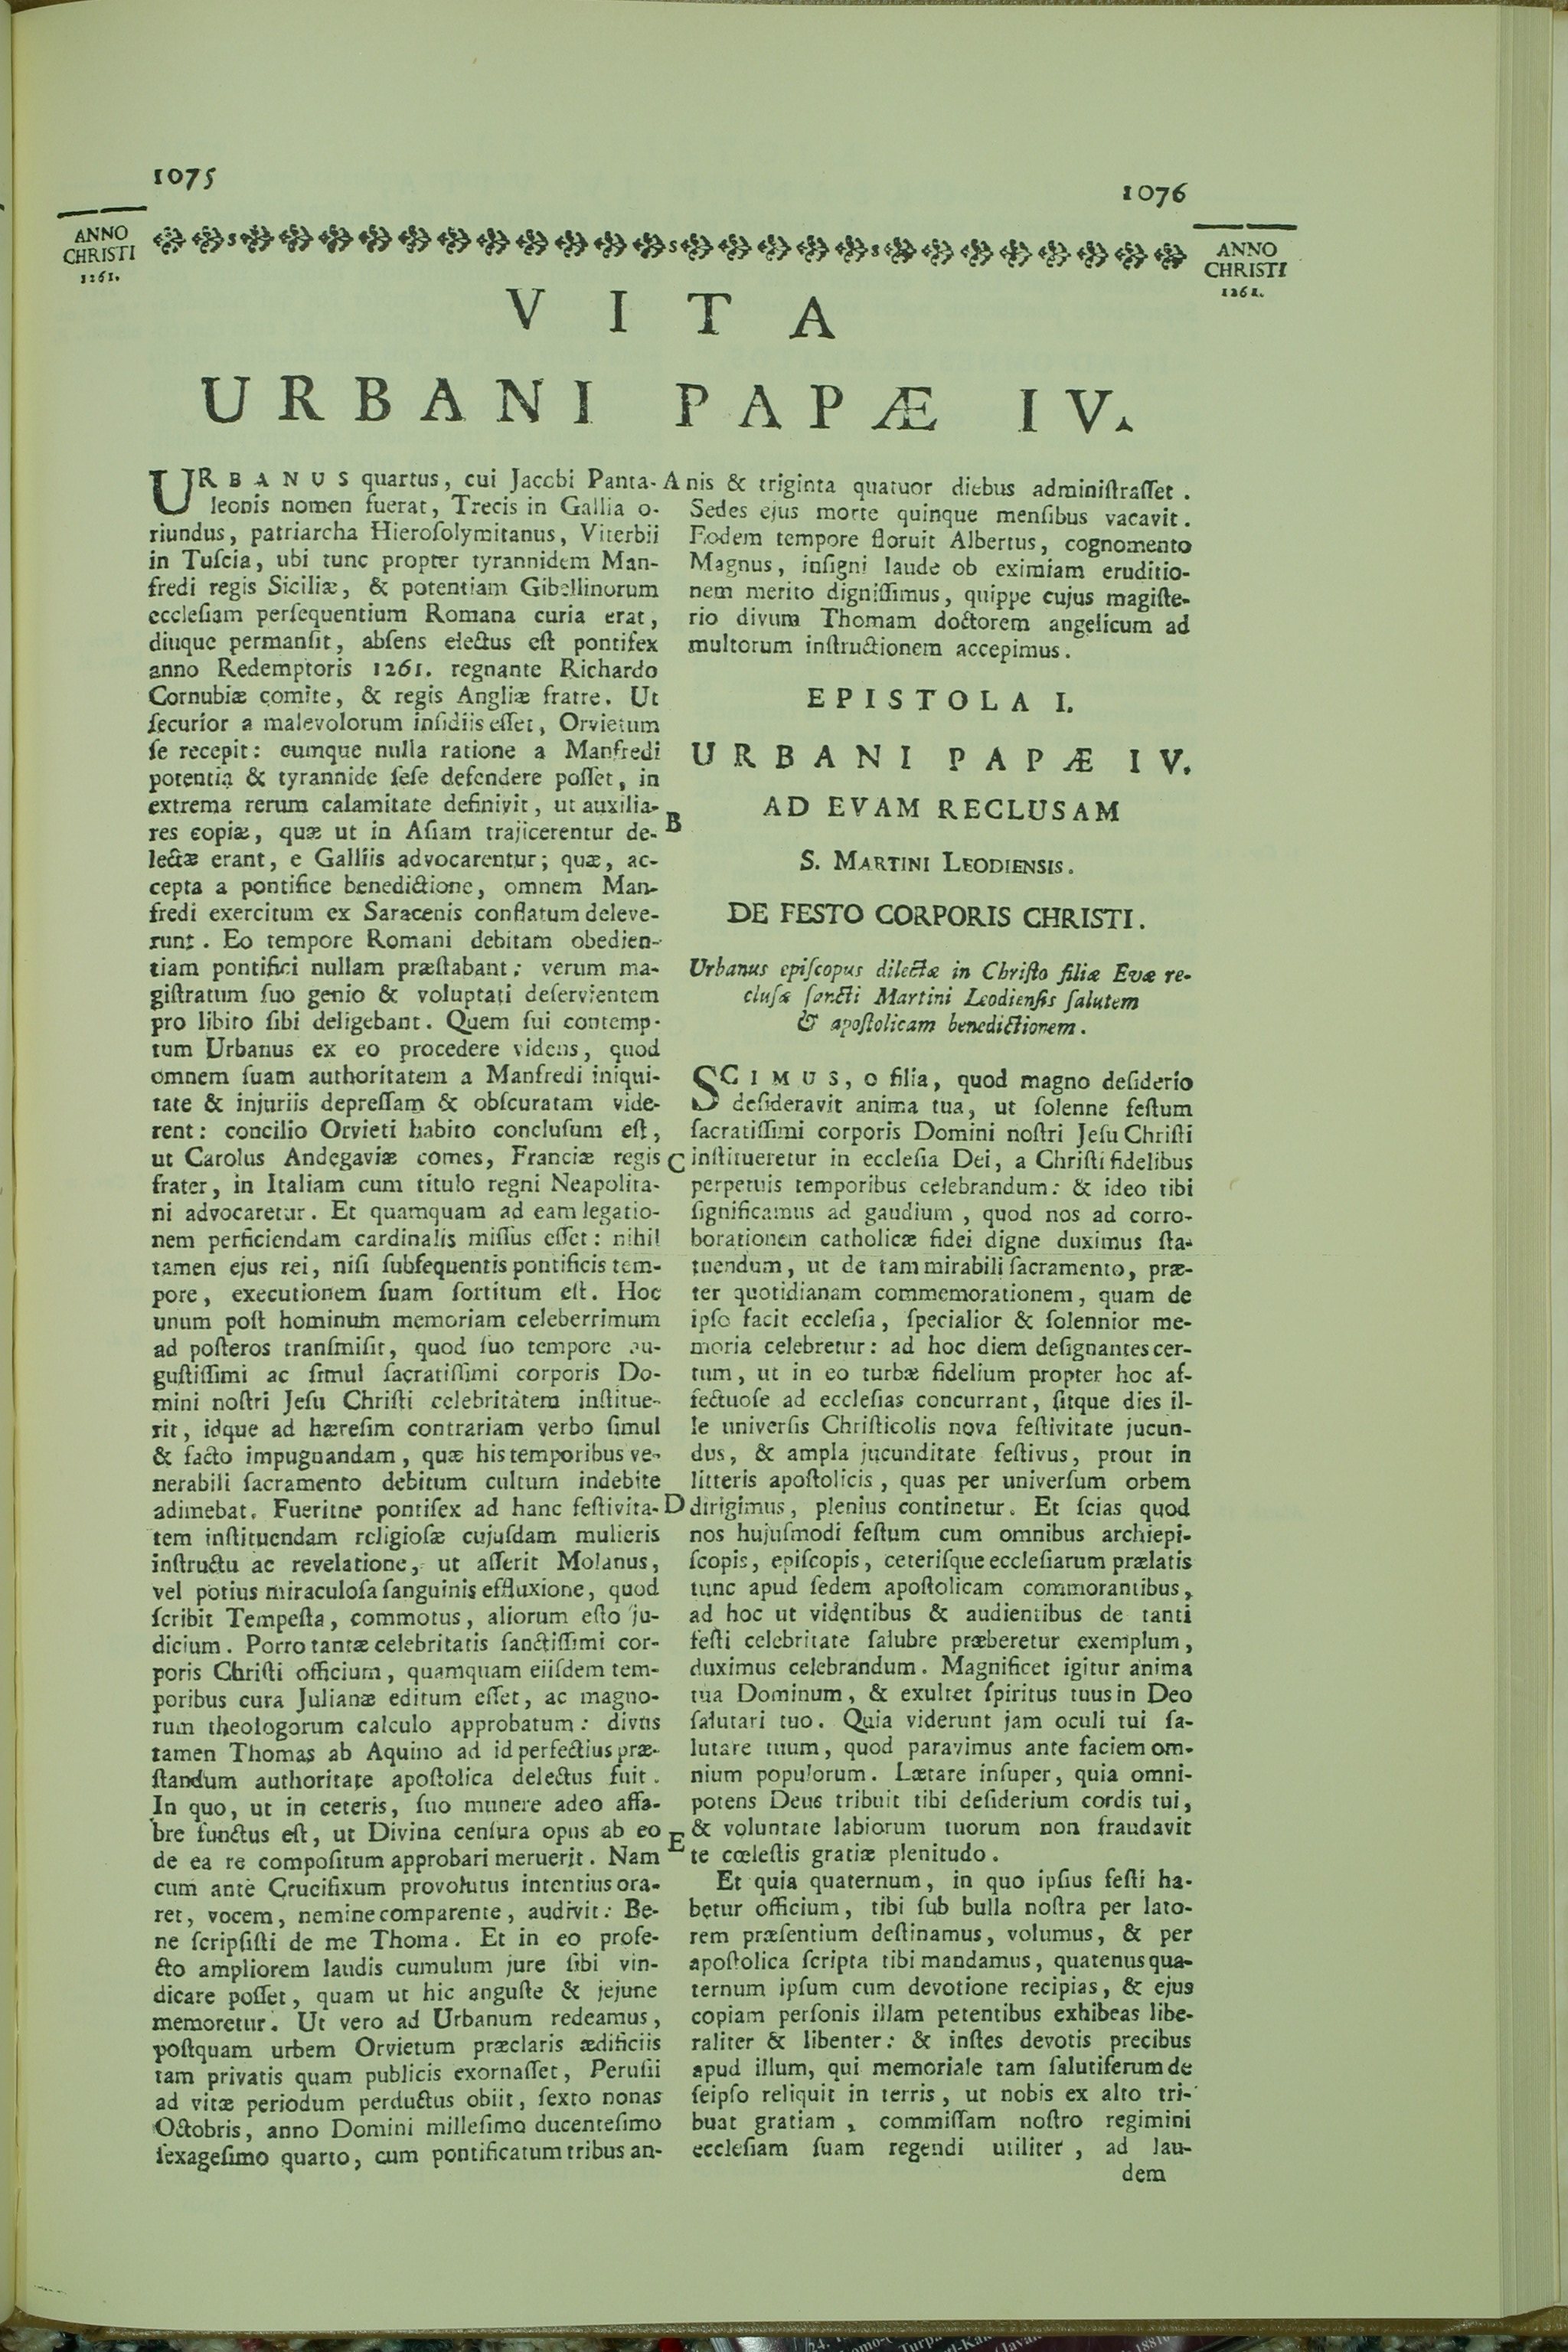 1075
1076
ANNO
CHRISTI
1261.
ANNO
CHRISTI
1261.
VITA
URBANI PAPÆ IV.
URBANUS quartus, cui Jacobi Panta-
leonis nomen fuerat, Trecis in Gallia o-
riundus, patriarcha Hierosolymitanus, Viterbii
in Tuſcia, ubi tunc propter tyrannidem Man-
fredi regis Siciliæ, & potentiam Gibellinorum
eccleſiam perſequentium Romana curia erat,
diuque permanſit, abſens electus eſt pontifex
anno Redemptoris 1261. regnante Richardo
Cornubiæ comite, & regis Angliæ fratre. Ut
ſecurior a malevolorum inſidiis eſſet, Orvietum
ſe recepit: cumque nulla ratione a Manfredi
potentia & tyrannide ſeſe defendere poſſet, in
extrema rerum calamitate definivit, ut auxilia-
res copiæ, quæ ut in Aſiam trajicerentur de-
lectæ erant, e Galliis advocarentur; quæ, ac-
cepta a pontifice benedictione, omnem Man-
fredi exercitum ex Saracenis conflatum deleve-
runt. Eo tempore Romani debitam obedien-
tiam pontifici nullam præſtabant: verum ma-
giſtratum ſuo genio & voluptati deſervientem
pro libito ſibi deligebant. Quem ſui contemp-
tum Urbanus ex eo procedere videns, quod
omnem ſuam authoritatem a Manfredi iniqui-
tate & injuriis depreſſam & obſcuratam vide-
rent: concilio Orvieti habito concluſum eſt,
ut Carolus Andegaviæ comes, Franciæ regis
frater, in Italiam cum titulo regni Neapolita-
ni advocaretur. Et quamquam ad eam legatio-
nem perficiendam cardinalis miſſus eſſet: nihil
tamen ejus rei, niſi ſubſequentis pontificis tem-
pore, executionem ſuam ſortitum eſt. Hoc
unum poſt hominum memoriam celeberrimum
ad poſteros tranſmiſit, quod ſuo tempore au-
guſtiſſimi ac ſimul ſacratiſſimi corporis Do-
mini noſtri Jeſu Chriſti celebritatem inſtitue-
rit, idque ad hæreſim contrariam verbo ſimul
& facto impugnandam, quæ his temporibus ve-
nerabili ſacramento debitum cultum indebite
adimebat. Fueritne pontifex ad hanc feſtivita-
tem inſtituendam religioſæ cujuſdam mulieris
inſtructu ac revelatione, ut aſſerit Molanus,
vel potius miraculoſa ſanguinis effluxione, quod
ſcribit Tempeſta, commotus, aliorum eſto ju-
dicium. Porro tantæ celebritatis ſanctiſſimi cor-
poris Chriſti officium, quamquam eiiſdem tem-
poribus cura Julianæ editum eſſet, ac magno-
rum theologorum calculo approbatum: divus
tamen Thomas ab Aquino ad id perfectius præ-
ſtandum authoritate apoſtolica delectus fuit.
In quo, ut in ceteris, ſuo munere adeo affa-
bre functus eſt, ut Divina cenſura opus ab eo
de ea re compoſitum approbari meruerit. Nam
cum ante Crucifixum provolutus intentius ora-
ret, vocem, nemine comparente, audivit: Be-
ne ſcripſiſti de me Thoma. Et in eo profe-
cto ampliorem laudis cumulum jure ſibi vin-
dicare poſſet, quam ut hic anguſte & jejune
memoretur. Ut vero ad Urbanum redeamus,
poſtquam urbem Orvietum præclaris ædificiis
tam privatis quam publicis exornaſſet, Peruſii
ad vitæ periodum perductus obiit, ſexto nonas
Octobris, anno Domini milleſimo ducenteſimo
ſexageſimo quarto, cum pontificatum tribus an-
A
B
C
D
E
nis & triginta quatuor diebus adminiſtraſſet.
Sedes ejus morte quinque menſibus vacavit.
Eodem tempore floruit Albertus, cognomento
Magnus, inſigni laude ob eximiam eruditio-
nem merito digniſſimus, quippe cujus magiſte-
rio divum Thomam doctorem angelicum ad
multorum inſtructionem accepimus.
EPISTOLA I.
URBANI PAPÆ IV.
AD EVAM RECLUSAM
S. MARTINI LEODIENSIS.
DE FESTO CORPORIS CHRISTI.
Urbanus epiſcopus dilectæ in Chriſto filiæ Evæ re-
cluſæ ſancti Martini Leodienſis ſalutem
& apoſtolicam benedictionem.
SCIMUS, o filia, quod magno deſiderio
deſideravit anima tua, ut ſolenne feſtum
ſacratiſſimi corporis Domini noſtri Jeſu Chriſti
inſtitueretur in eccleſia Dei, a Chriſti fidelibus
perpetuis temporibus celebrandum: & ideo tibi
ſignificamus ad gaudium, quod nos ad corro-
borationem catholicæ fidei digne duximus ſta-
tuendum, ut de tam mirabili ſacramento, præ-
ter quotidianam commemorationem, quam de
ipſo facit eccleſia, ſpecialior & ſolennior me-
moria celebretur: ad hoc diem deſignantes cer-
tum, ut in eo turbæ fidelium propter hoc af-
fectuoſe ad eccleſias concurrant, ſitque dies il-
le univerſis Chriſticolis nova feſtivitate jucun-
dus, & ampla jucunditate feſtivus, prout in
litteris apoſtolicis, quas per univerſum orbem
dirigimus, plenius continetur. Et ſcias quod
nos hujuſmodi feſtum cum omnibus archiepi-
ſcopis, epiſcopis, ceteriſque eccleſiarum prælatis
tunc apud ſedem apoſtolicam commorantibus,
ad hoc ut videntibus & audientibus de tanti
feſti celebritate ſalubre præberetur exemplum,
duximus celebrandum. Magnificet igitur anima
tua Dominum, & exultet ſpiritus tuus in Deo
ſalutari tuo. Quia viderunt jam oculi tui ſa-
lutare tuum, quod paravimus ante faciem om-
nium populorum. Lætare inſuper, quia omni-
potens Deus tribuit tibi deſiderium cordis tui,
& voluntate labiorum tuorum non fraudavit
te cœleſtis gratiæ plenitudo.
Et quia quaternum, in quo ipſius feſti ha-
betur officium, tibi ſub bulla noſtra per lato-
rem præſentium deſtinamus, volumus, & per
apoſtolica ſcripta tibi mandamus, quatenus qua-
ternum ipſum cum devotione recipias, & ejus
copiam perſonis illam petentibus exhibeas libe-
raliter & libenter: & inſtes devotis precibus
apud illum, qui memoriale tam ſalutiferum de
ſeipſo reliquit in terris, ut nobis ex alto tri-
buat gratiam, commiſſam noſtro regimini
eccleſiam ſuam regendi utiliter, ad lau-
dem